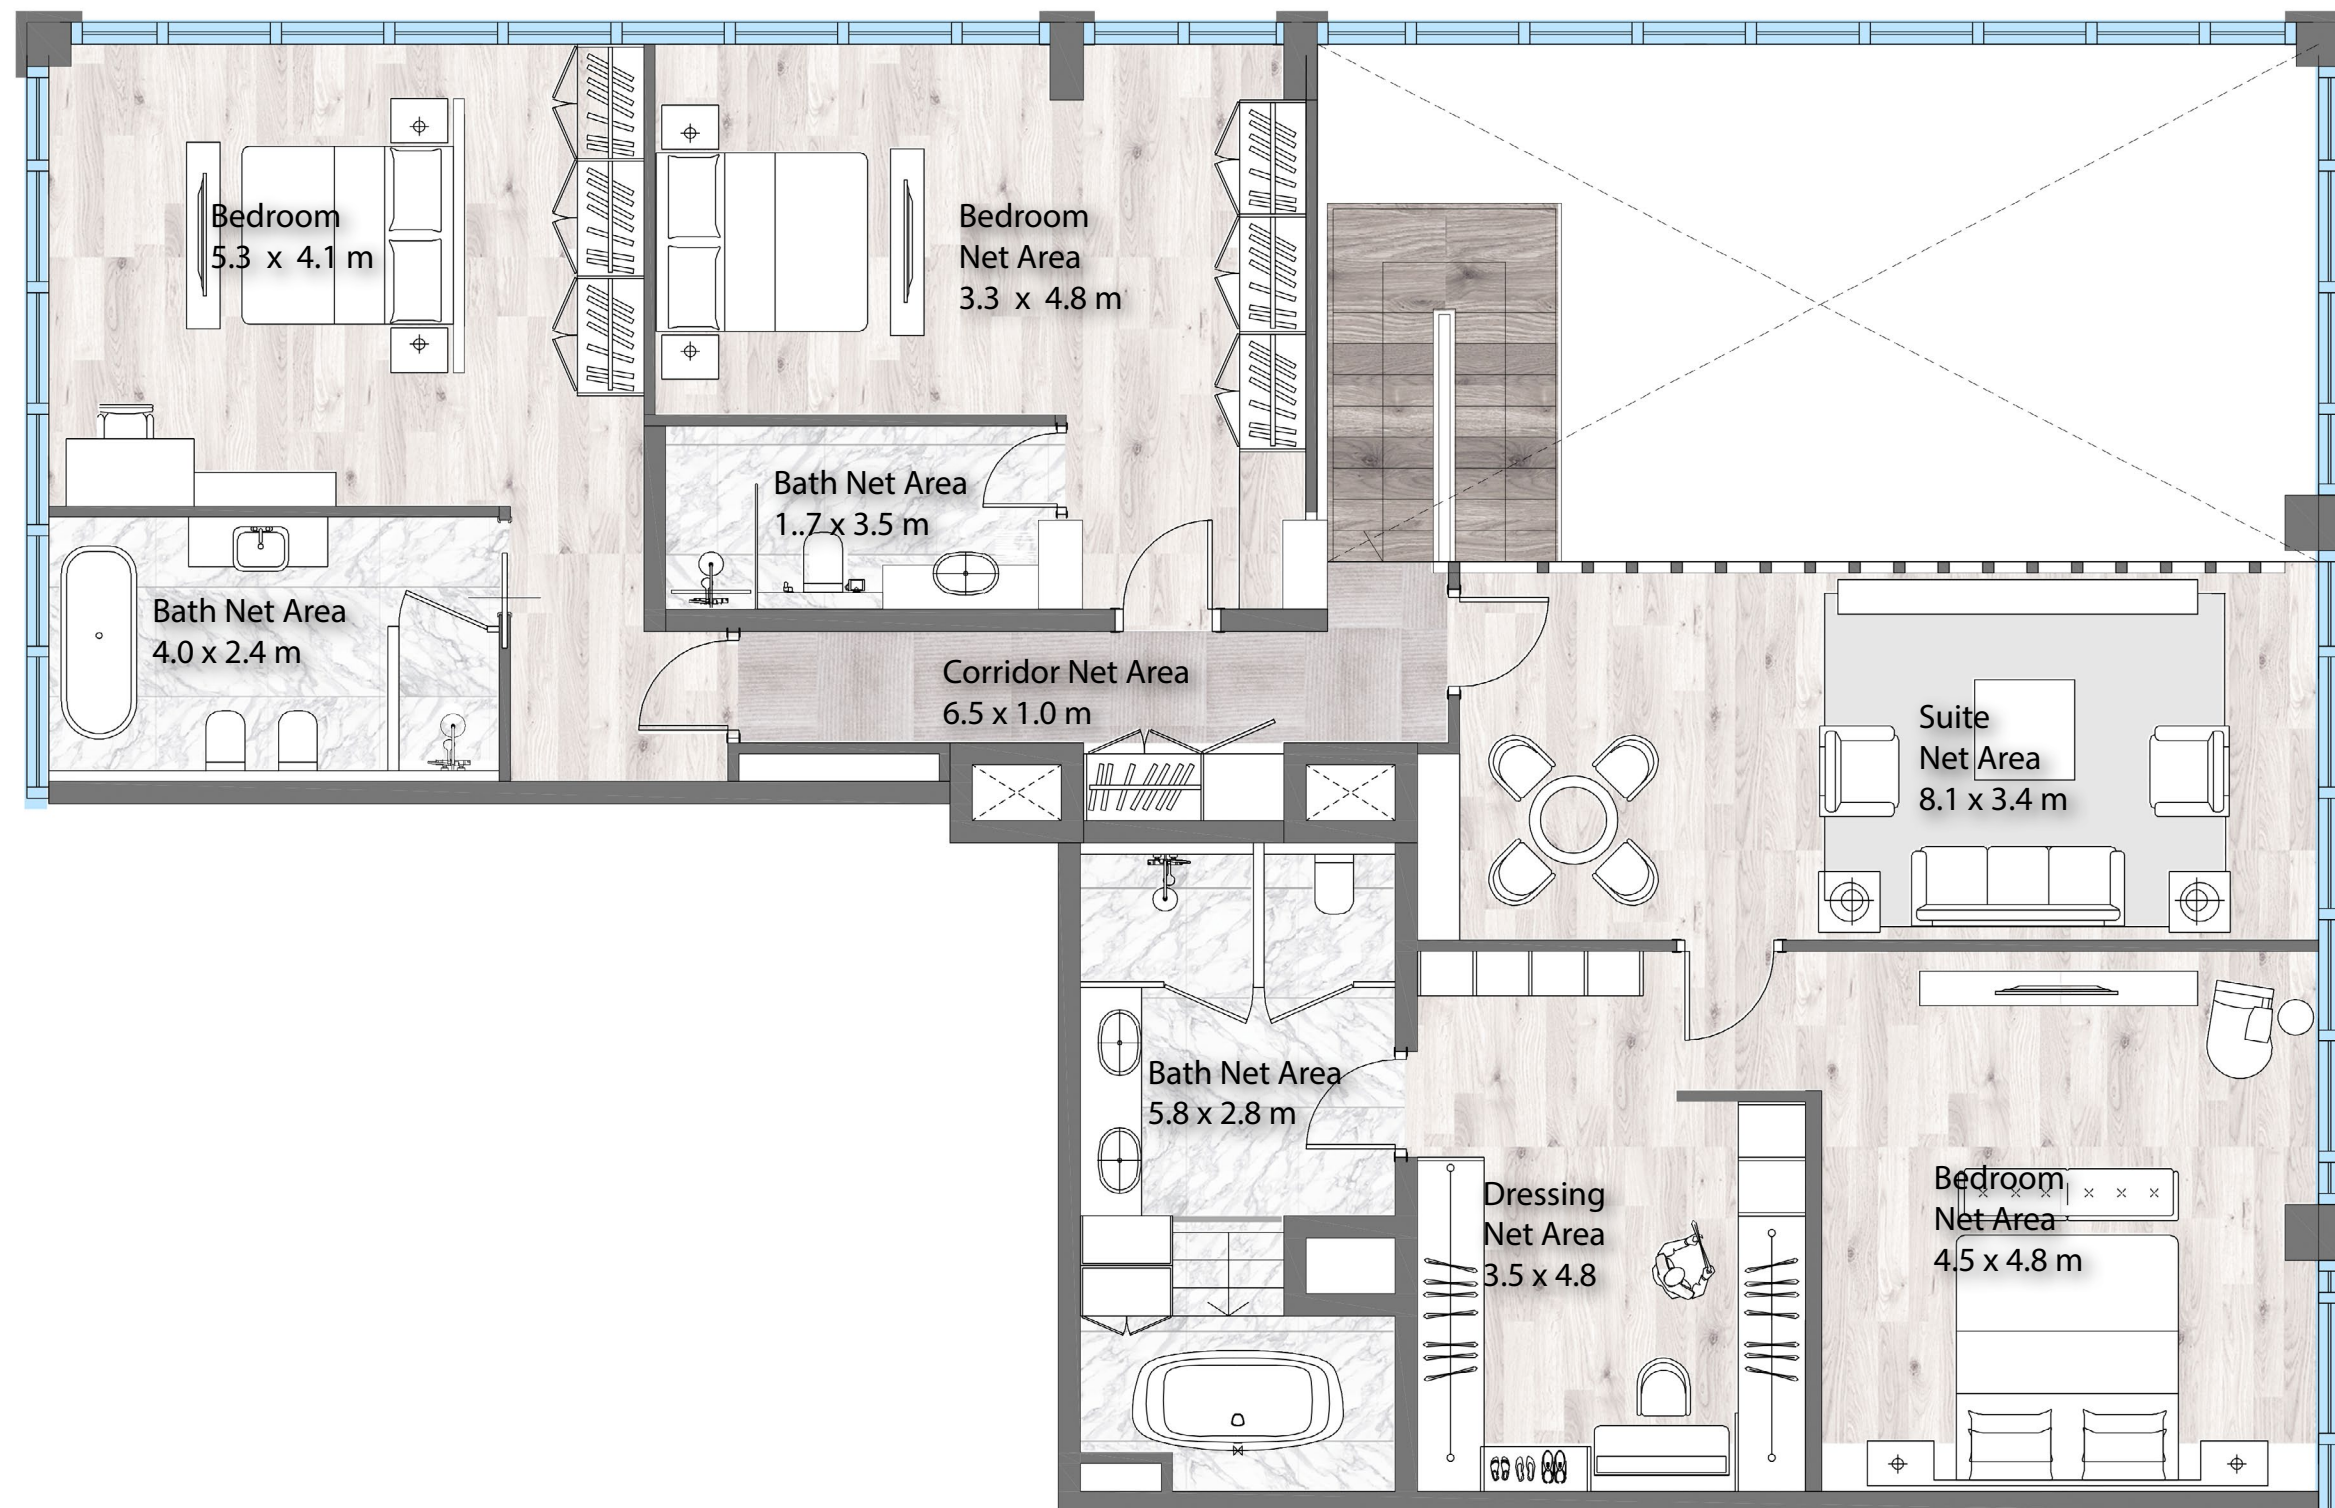 Bedroom
5.3 x 4.1 m
Bedroom
Net Area
3.3 x 4.8 m
Bath Net Area
1..7 x 3.5 m
Bath Net Area
4.0 x 2.4 m
Corridor Net Area
6.5 x 1.0 m
Suite
Net Area
8.1 x 3.4 m
Bath Net Area
5.8 x 2.8 m
Dressing
Net Area
3.5 x 4.8
Bedroom
Net Area
4.5 x 4.8 m